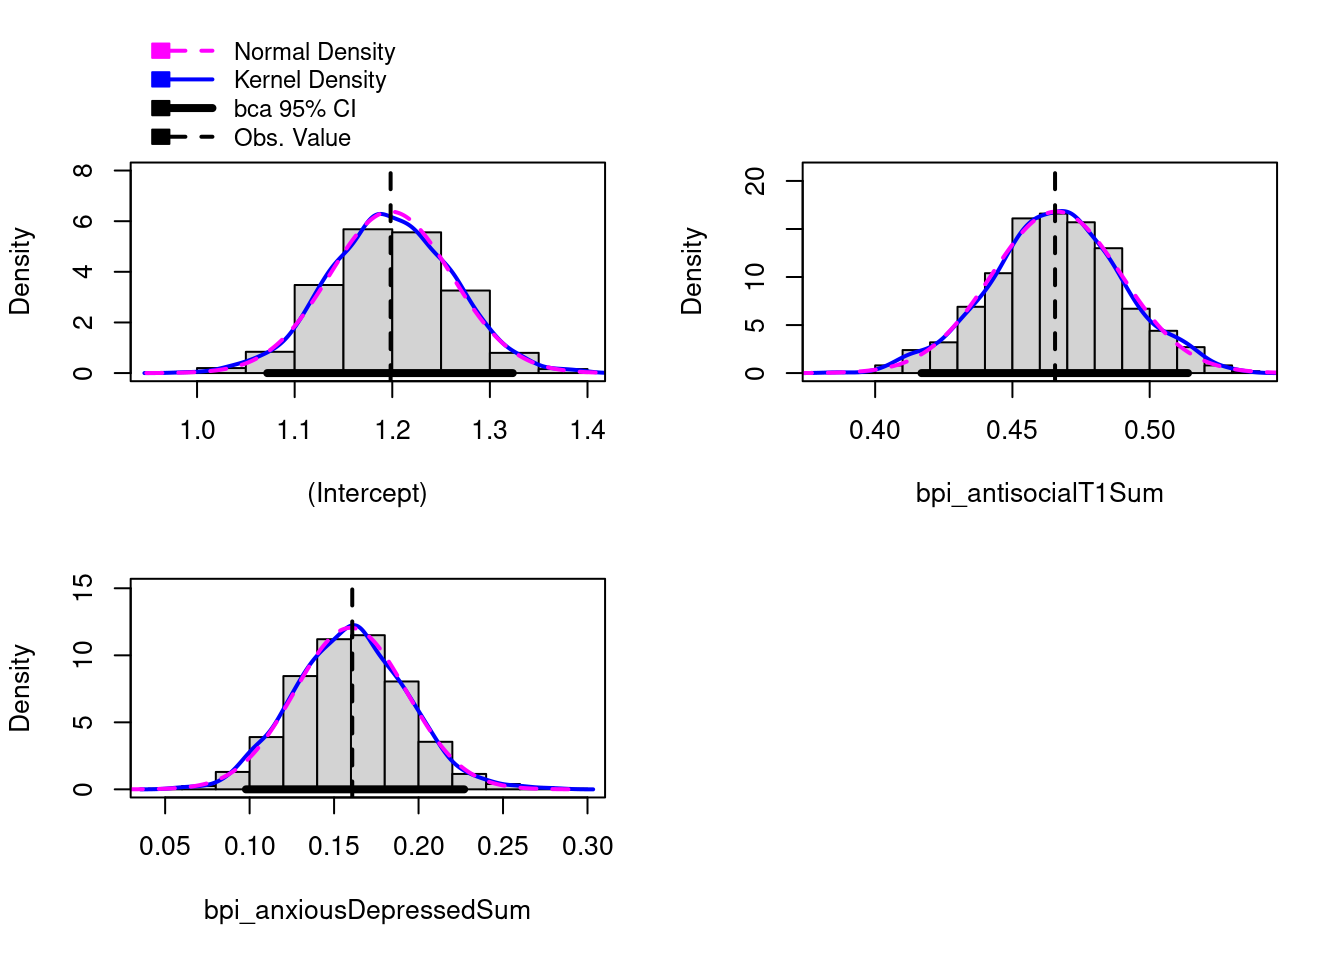 Normal Density
Kernel Density
bca 95% CI
Obs. Value
Density
8
6
4
2
0
1.0 1.1 1.2 1.3 1.4
(Intercept)
Density
20
10
5
0
0.40 0.45 0.50
bpi_antisocialT1Sum
Density
15
10
5
0
0.05 0.10 0.15 0.20 0.25 0.30
bpi_anxiousDepressedSum